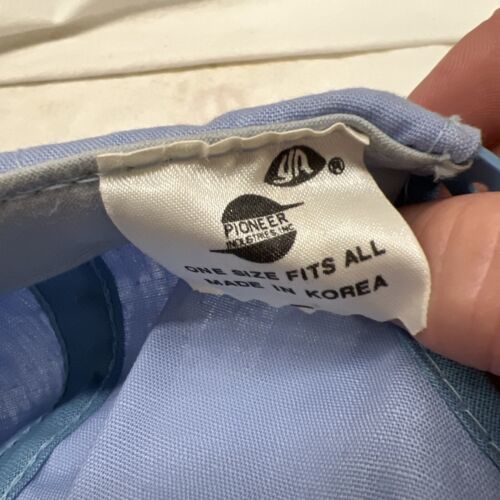 ®
PIONEER
INDUSTRIES, INC
ONE SIZE FITS ALL
MADE IN KOREA